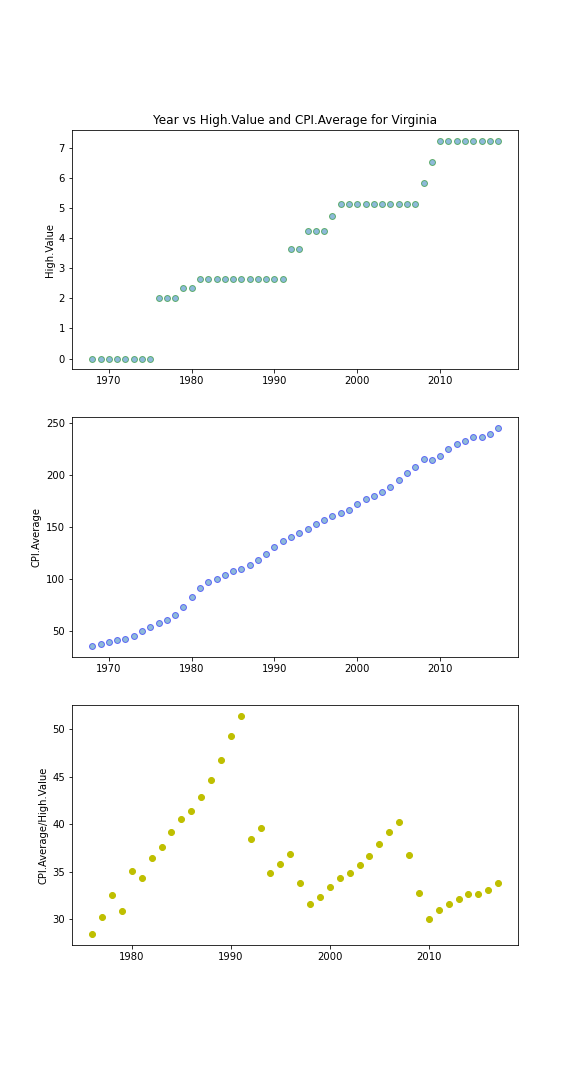 Year vs High.Value and CPI.Average for Virginia
High.Value
7
6
5
4
3
2
1
0
1970 1980 1990 2000 2010
CPI.Average
250
200
150
100
50
1970 1980 1990 2000 2010
CPI.Average/High.Value
50
45
40
35
30
1980 1990 2000 2010